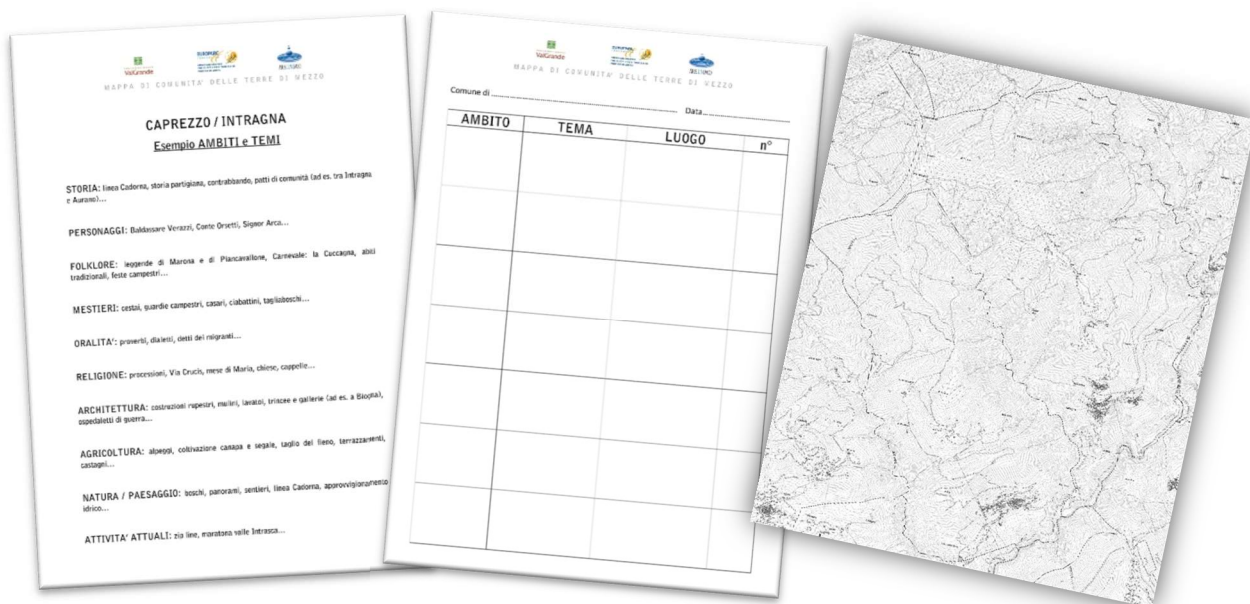 ValGrande
EUROPARC
MAPPA DI COMUNITA' DELLE TERRE DI MEZZO
CAPREZZO / INTRAGNA
Esempio AMBITI e TEMI
STORIA: linea Cadorna, storia partigiana, contrabbando, patti di comunità (ad es. tra Intragna
e Aurano)...
PERSONAGGI: Baldassare Verazzi, Conte Orsetti, Signor Arca...
FOLKLORE: leggende di Marona e di Piancavallone, Carnevale: la Cuccagna, abiti
tradizionali, feste campestri...
MESTIERI: cestai, guardie campestri, casari, ciabattini, tagliaboschi...
ORALITA': proverbi, dialetti, detti dei migranti...
RELIGIONE: processioni, Via Crucis, mese di Maria, chiese, cappelle...
ARCHITETTURA: costruzioni rupestri, mulini, lavatoi, trincee e gallerie (ad es. a Biogna),
ospedaletti di guerra...
AGRICOLTURA: alpeggi, coltivazione canapa e segale, taglio del fieno, terrazzamenti,
castagni...
NATURA / PAESAGGIO: boschi, panorami, sentieri, linea Cadorna, approvvigionamento
idrico...
ATTIVITA' ATTUALI: zip line, maratona valle Intrasca...
ValGrande
MAPPA DI COMUNITA' DELLE TERRE DI MEZZO
Comune di Data
AMBITO TEMA LUOGO n°